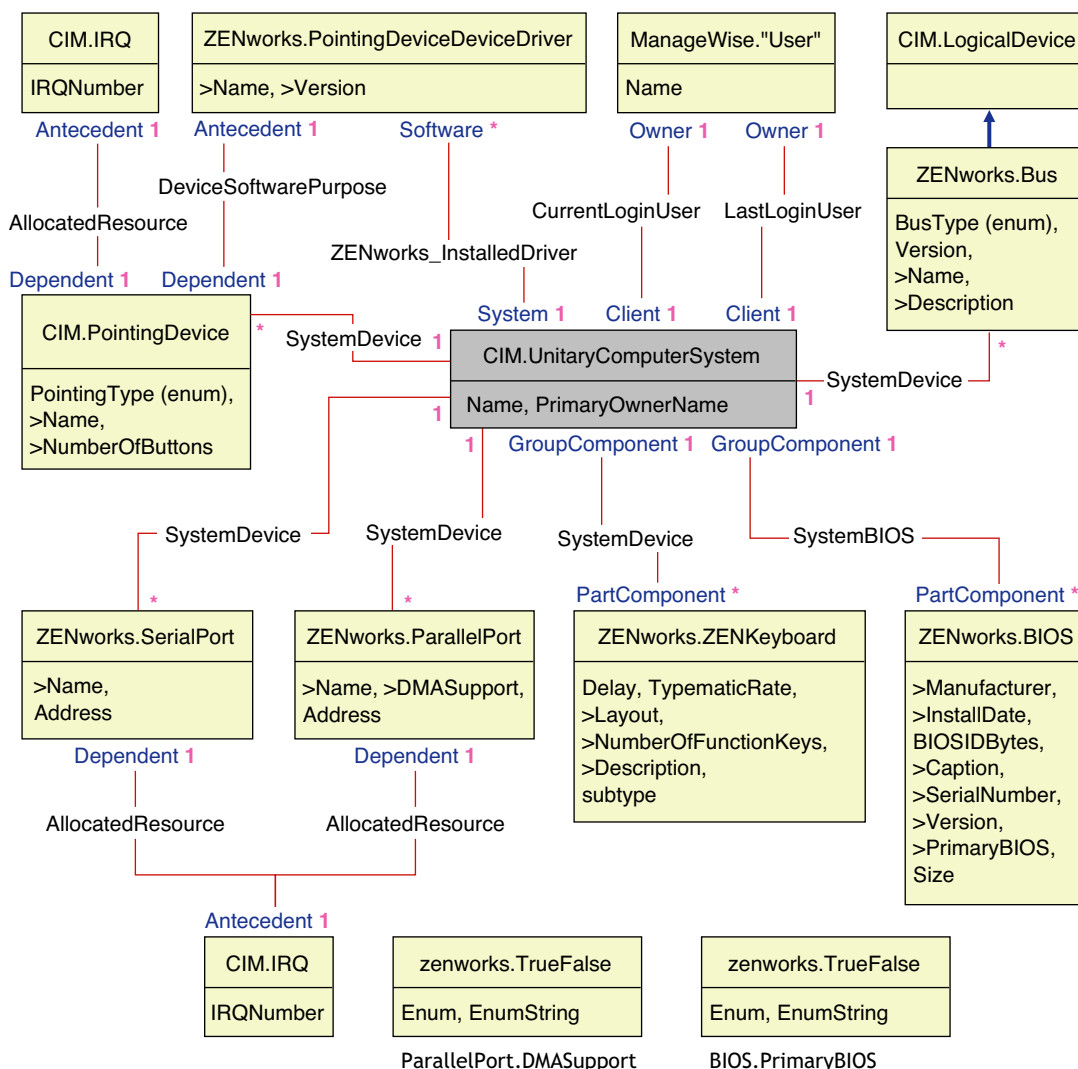 CIM.IRQ
IRQNumber
ZENworks.PointingDeviceDeviceDriver
>Name, >Version
ManageWise."User"
Name
CIM.LogicalDevice
Antecedent 1
Antecedent 1
Software *
Owner 1
Owner 1
ZENworks.Bus
BusType (enum),
Version,
>Name,
>Description
*
DeviceSoftwarePurpose
AllocatedResource
CurrentLoginUser
LastLoginUser
ZENworks_InstalledDriver
Dependent 1
Dependent 1
System 1
Client 1
Client 1
CIM.PointingDevice
PointingType (enum),
>Name,
>NumberOfButtons
*
SystemDevice
1
CIM.UnitaryComputerSystem
Name, PrimaryOwnerName
SystemDevice
1
1
1
GroupComponent 1
GroupComponent 1
SystemDevice
SystemDevice
SystemDevice
SystemBIOS
*
*
PartComponent *
PartComponent *
ZENworks.SerialPort
>Name,
Address
ZENworks.ParallelPort
>Name, >DMASupport,
Address
ZENworks.ZENKeyboard
Delay, TypematicRate,
>Layout,
>NumberOfFunctionKeys,
>Description,
subtype
ZENworks.BIOS
>Manufacturer,
>InstallDate,
BIOSIDBytes,
>Caption,
>SerialNumber,
>Version,
>PrimaryBIOS,
Size
Dependent 1
Dependent 1
AllocatedResource
AllocatedResource
Antecedent 1
CIM.IRQ
IRQNumber
zenworks.TrueFalse
Enum, EnumString
ParallelPort.DMASupport
zenworks.TrueFalse
Enum, EnumString
BIOS.PrimaryBIOS